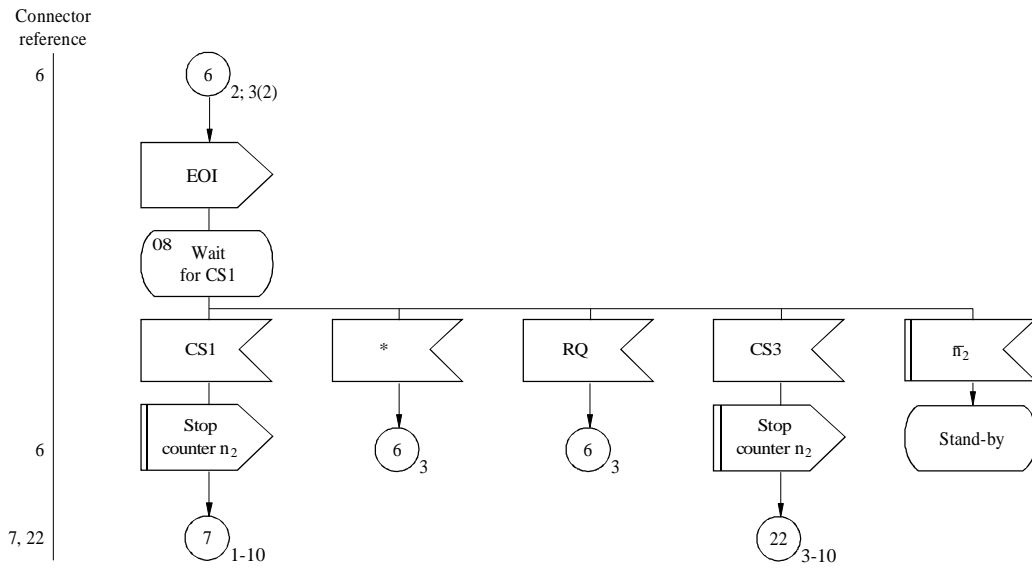 Connector
reference
6
6
2; 3(2)
EOI
08
Wait
for CS1
CS1
*
RQ
CS3
n̅₂
Stop
counter n₂
6
3
6
3
Stop
counter n₂
Stand-by
6
7, 22
7
1-10
22
3-10